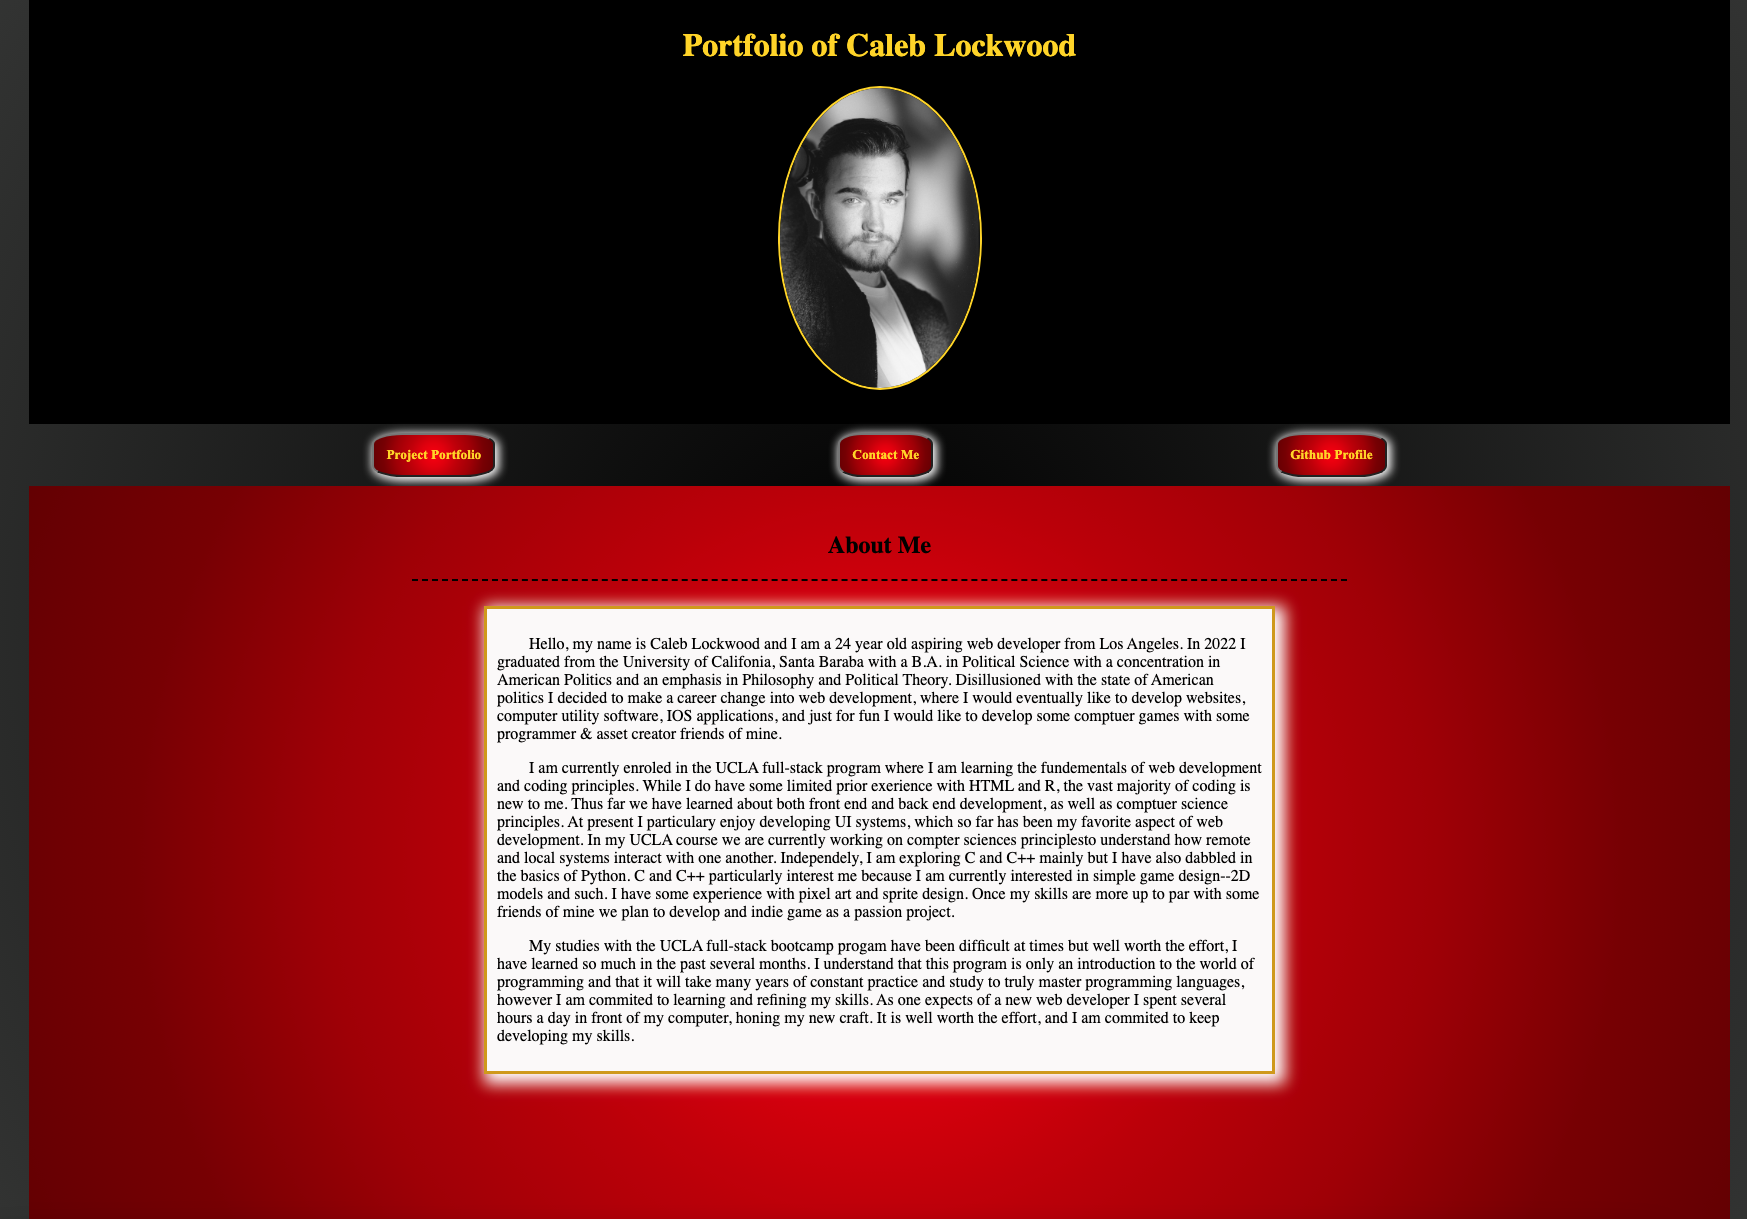 Portfolio of Caleb Lockwood
Project Portfolio
Contact Me
Github Profile
About Me
Hello, my name is Caleb Lockwood and I am a 24 year old aspiring web developer from Los Angeles. In 2022 I
graduated from the University of Califonia, Santa Baraba with a B.A. in Political Science with a concentration in
American Politics and an emphasis in Philosophy and Political Theory. Disillusioned with the state of American
politics I decided to make a career change into web development, where I would eventually like to develop websites,
computer utility software, IOS applications, and just for fun I would like to develop some comptuer games with some
programmer & asset creator friends of mine.
I am currently enroled in the UCLA full-stack program where I am learning the fundementals of web development
and coding principles. While I do have some limited prior exerience with HTML and R, the vast majority of coding is
new to me. Thus far we have learned about both front end and back end development, as well as comptuer science
principles. At present I particulary enjoy developing UI systems, which so far has been my favorite aspect of web
development. In my UCLA course we are currently working on compter sciences principlesto understand how remote
and local systems interact with one another. Independely, I am exploring C and C++ mainly but I have also dabbled in
the basics of Python. C and C++ particularly interest me because I am currently interested in simple game design--2D
models and such. I have some experience with pixel art and sprite design. Once my skills are more up to par with some
friends of mine we plan to develop and indie game as a passion project.
My studies with the UCLA full-stack bootcamp progam have been difficult at times but well worth the effort, I
have learned so much in the past several months. I understand that this program is only an introduction to the world of
programming and that it will take many years of constant practice and study to truly master programming languages,
however I am commited to learning and refining my skills. As one expects of a new web developer I spent several
hours a day in front of my computer, honing my new craft. It is well worth the effort, and I am commited to keep
developing my skills.